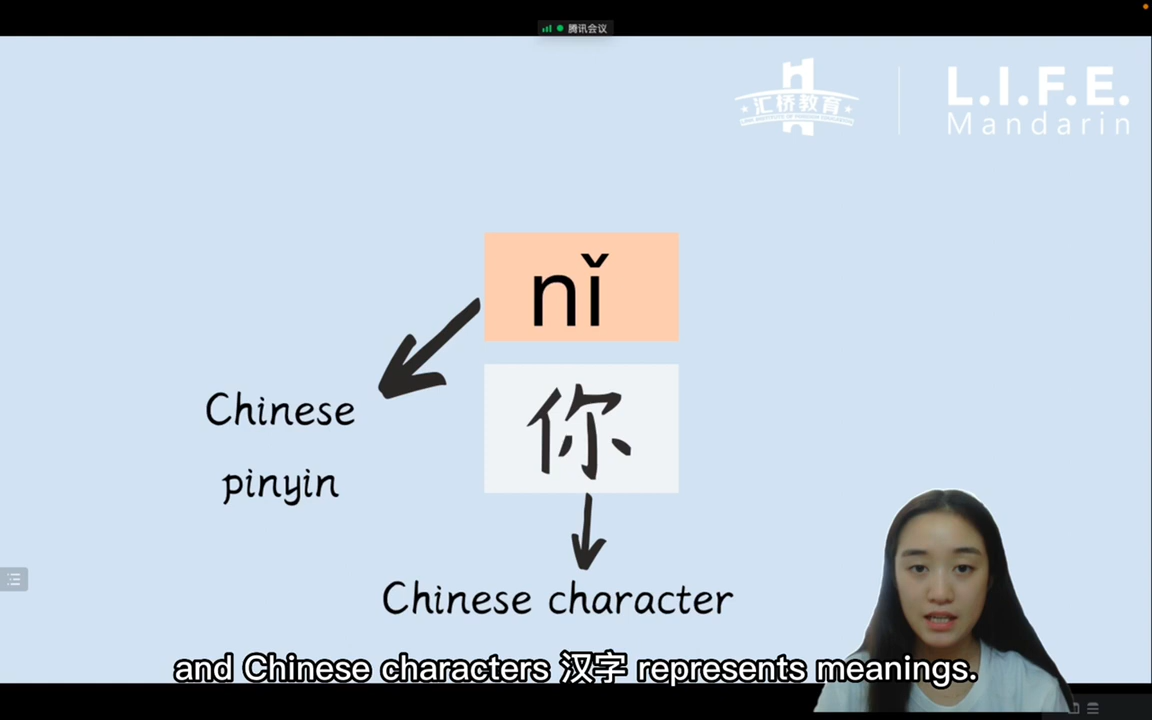 腾讯会议
汇桥教育
L.I.F.E.
Mandarin
nǐ
你
Chinese
pinyin
Chinese character
and Chinese characters 汉字 represents meanings.